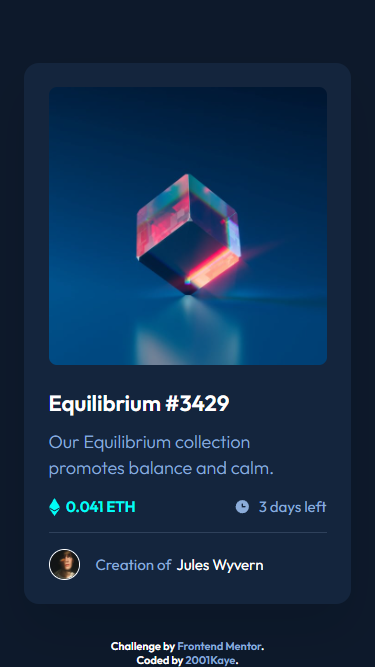 Equilibrium #3429
Our Equilibrium collection
promotes balance and calm.
0.041 ETH 3 days left
Creation of Jules Wyvern
Challenge by Frontend Mentor.
Coded by 2001Kaye.